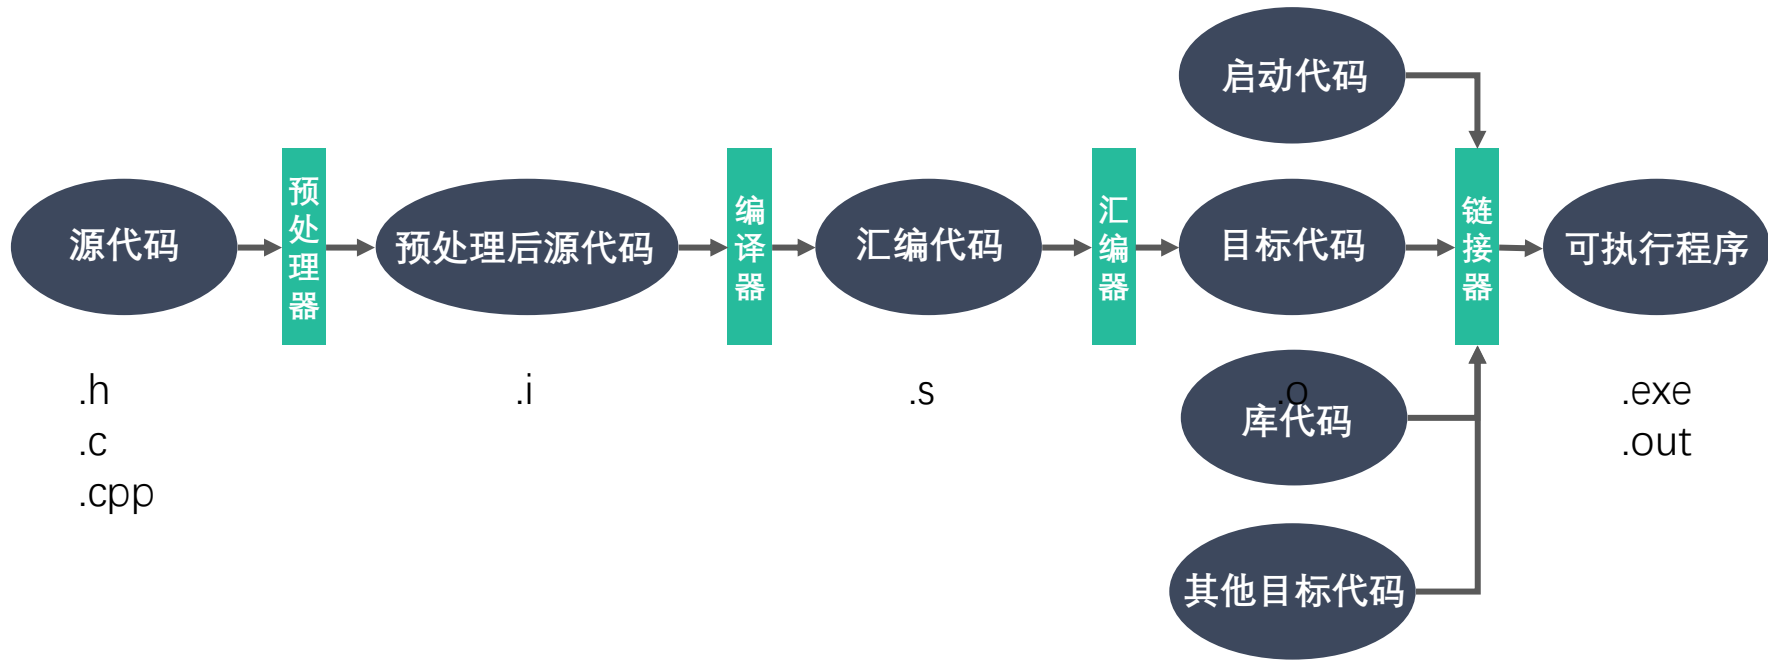 启动代码
源代码
预处理器
预处理后源代码
编译器
汇编代码
汇编器
目标代码
链接器
可执行程序
.h
.c
.cpp
.i
.s
.o
库代码
.exe
.out
其他目标代码